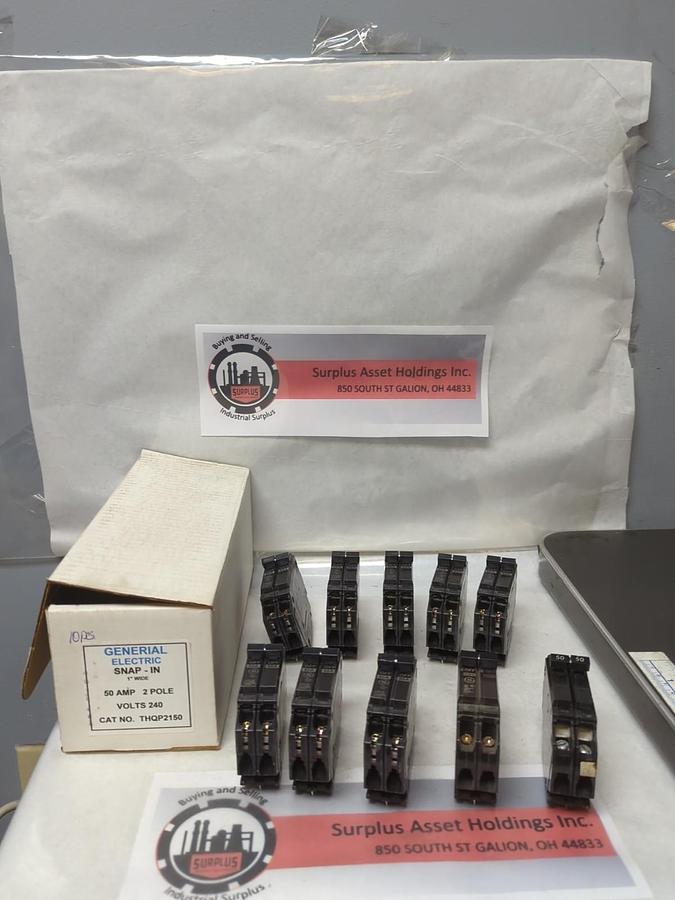 Buying and Selling
SURPLUS
Industrial Surplus
Surplus Asset Holdings Inc.
850 SOUTH ST GALION, OH 44833
10 pcs
GENERIAL
ELECTRIC
SNAP - IN
1" WIDE
50 AMP 2 POLE
VOLTS 240
CAT NO. THQP2150
50 50
Buying and Selling
SURPLUS
Industrial Surplus
Surplus Asset Holdings Inc.
850 SOUTH ST GALION, OH 44833